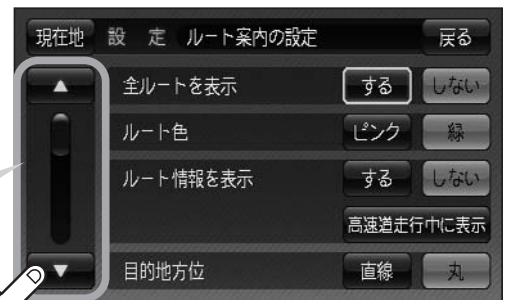 現在地 設 定 ルート案内の設定 戻る
▲ 全ルートを表示 する しない
ルート色 ピンク 緑
ルート情報を表示 する しない
高速道走行中に表示
▼ 目的地方位 直線 丸